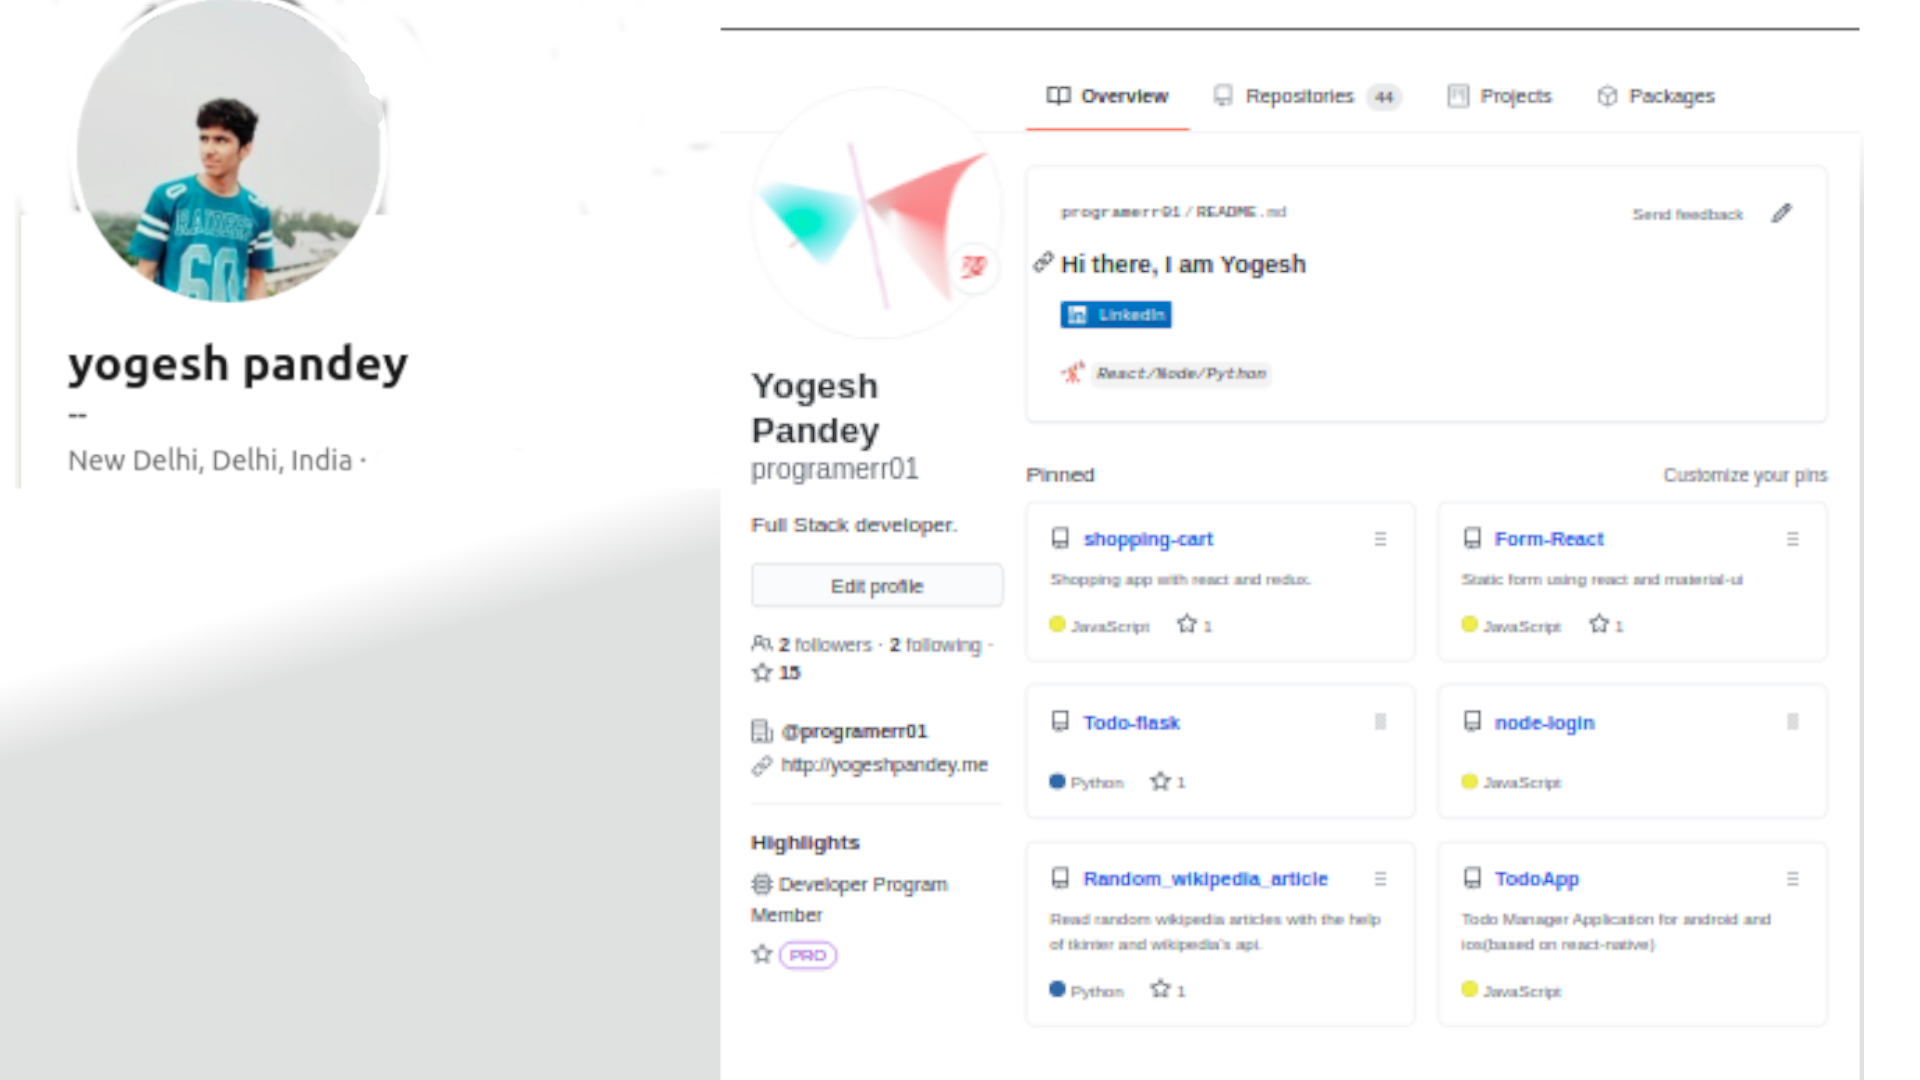 RAIDERS
60
yogesh pandey
--
New Delhi, Delhi, India ·
Overview
Repositories 44
Projects
Packages
Yogesh
Pandey
programerr01
Full Stack developer.
Edit profile
2 followers · 2 following ·
15
@programerr01
http://yogeshpandey.me
Highlights
Developer Program
Member
PRO
programerr01/README.md
Send feedback
Hi there, I am Yogesh
in LinkedIn
React/Node/Python
Pinned
Customize your pins
shopping-cart
Shopping app with react and redux.
JavaScript 1
Form-React
Static form using react and material-ui
JavaScript 1
Todo-flask
Python 1
node-login
JavaScript
Random_wikipedia_article
Read random wikipedia articles with the help
of tkinter and wikipedia's api.
Python 1
TodoApp
Todo Manager Application for android and
ios(based on react-native)
JavaScript